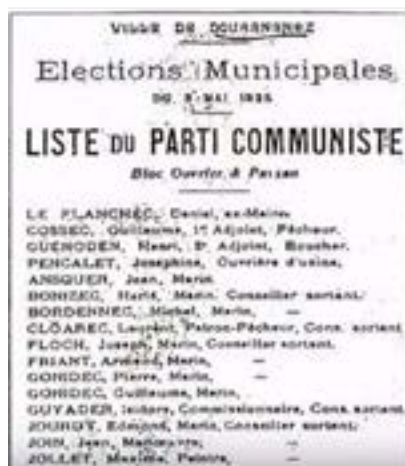 VILLE DE DOUARNENEZ
Elections Municipales
DU 3 MAI 1925
LISTE DU PARTI COMMUNISTE
Bloc Ouvrier & Paysan
LE FLANCHEC, Daniel, ex-Maire.
COSSEC, Guillaume, 1er Adjoint, Pêcheur.
GUENODEN, Henri, 2e Adjoint, Boucher.
PENCALET, Joséphine, Ouvrière d'usine,
ANSQUER, Jean, Marin
BONIZEC, Marin. Conseiller sortant.
BORDENNEC, Michel, Marin, —
CLOAREC, Laurent, Patron-Pêcheur, Cons. sortant
FLOCH, Joseph, Marin, Conseiller sortant.
FRIANT, Armand, Marin, —
GONIDEC, Pierre, Marin, —
GONIDEC, Guillaume, Marin,
GUYADER, Isidore, Commissionnaire, Cons. sortant
JOURDY, Edmond, Marin, Conseiller sortant.
JOIN, Jean, —
JOLLET, Maxime, Peintre, —